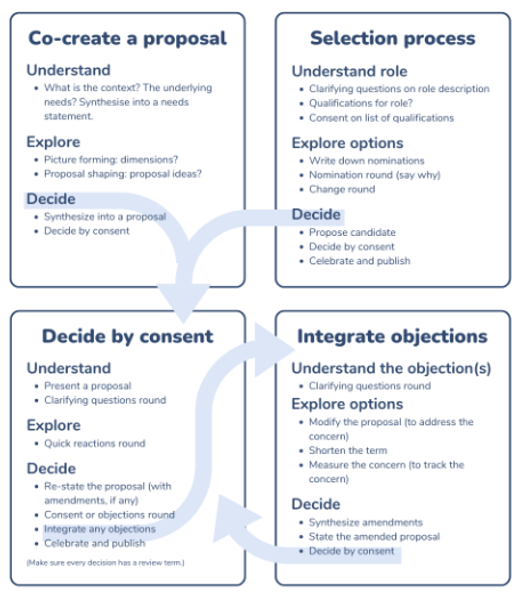 Co-create a proposal
Understand
• What is the context? The underlying
needs? Synthesise into a needs
statement.
Explore
• Picture forming: dimensions?
• Proposal shaping: proposal ideas?
Decide
• Synthesize into a proposal
• Decide by consent
Selection process
Understand role
• Clarifying questions on role description
• Qualifications for role?
• Consent on list of qualifications
Explore options
• Write down nominations
• Nomination round (say why)
• Change round
Decide
• Propose candidate
• Decide by consent
• Celebrate and publish
Decide by consent
Understand
• Present a proposal
• Clarifying questions round
Explore
• Quick reactions round
Decide
• Re-state the proposal (with
amendments, if any)
• Consent or objections round
• Integrate any objections
• Celebrate and publish
(Make sure every decision has a review term.)
Integrate objections
Understand the objection(s)
• Clarifying questions round
Explore options
• Modify the proposal (to address the
concern)
• Shorten the term
• Measure the concern (to track the
concern)
Decide
• Synthesize amendments
• State the amended proposal
• Decide by consent